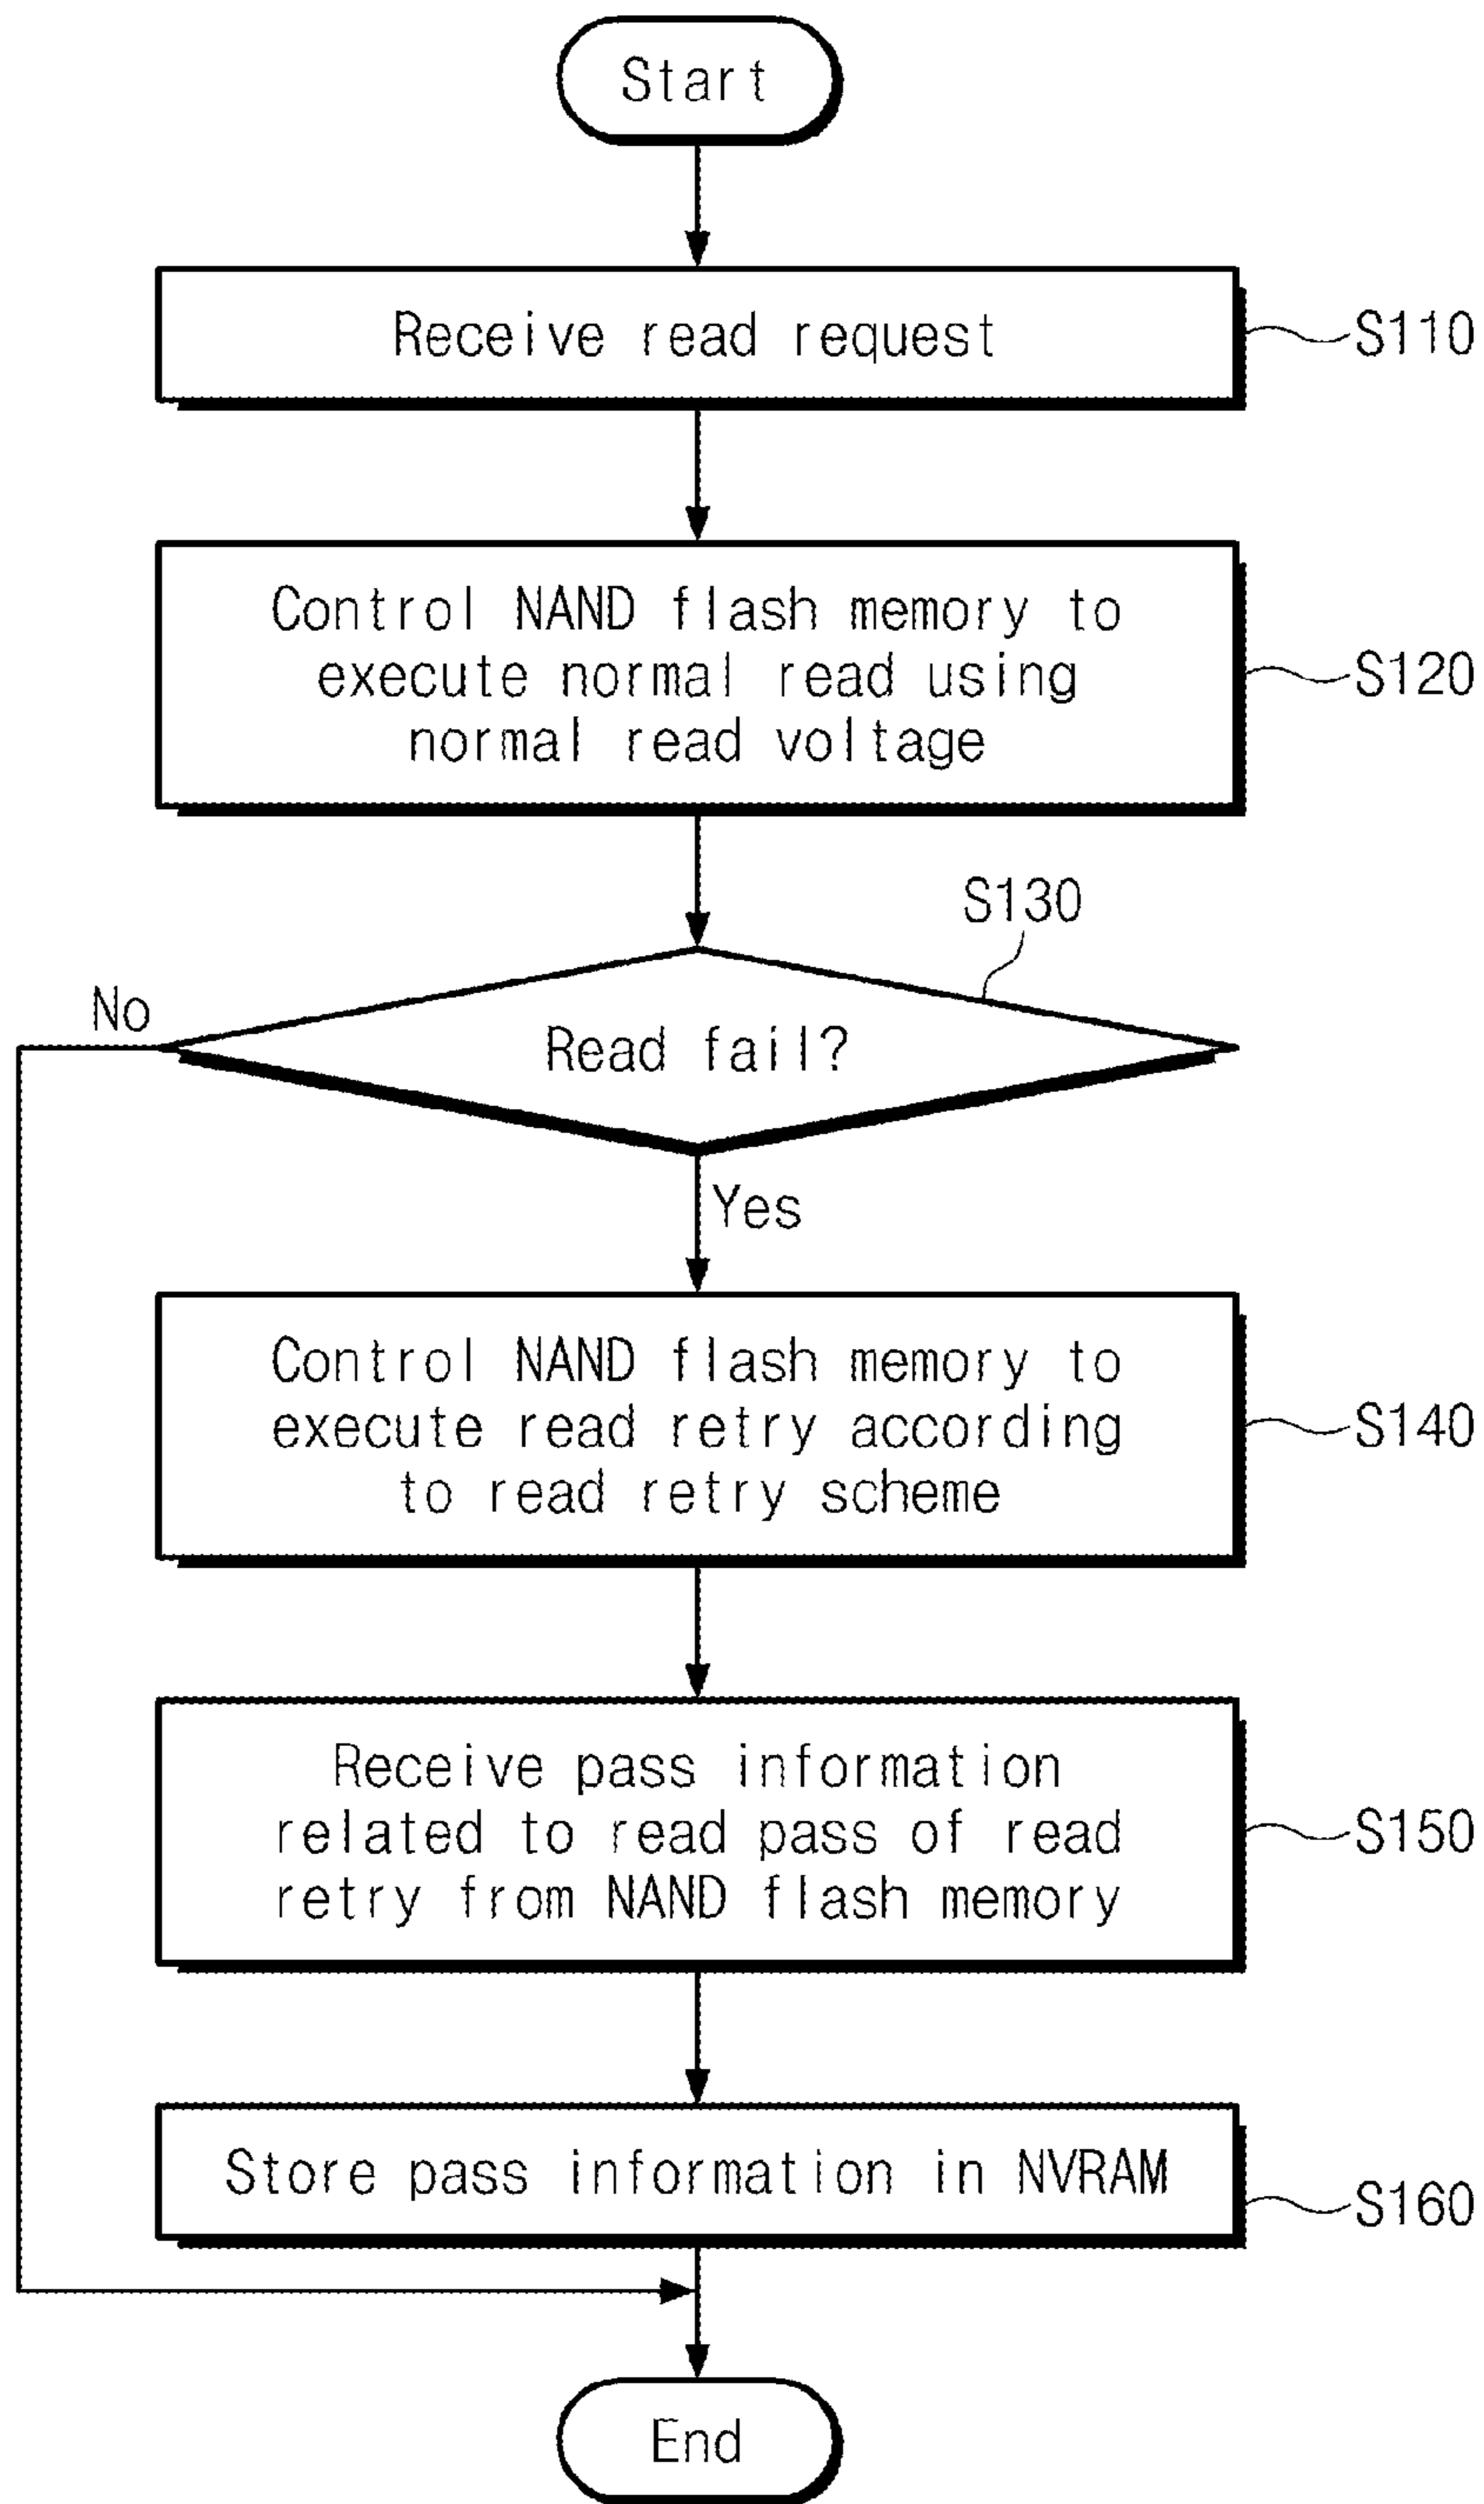 Start
Receive read request
S110
Control NAND flash memory to
execute normal read using
normal read voltage
S120
S130
No
Read fail?
Yes
Control NAND flash memory to
execute read retry according
to read retry scheme
S140
Receive pass information
related to read pass of read
retry from NAND flash memory
S150
Store pass information in NVRAM
S160
End